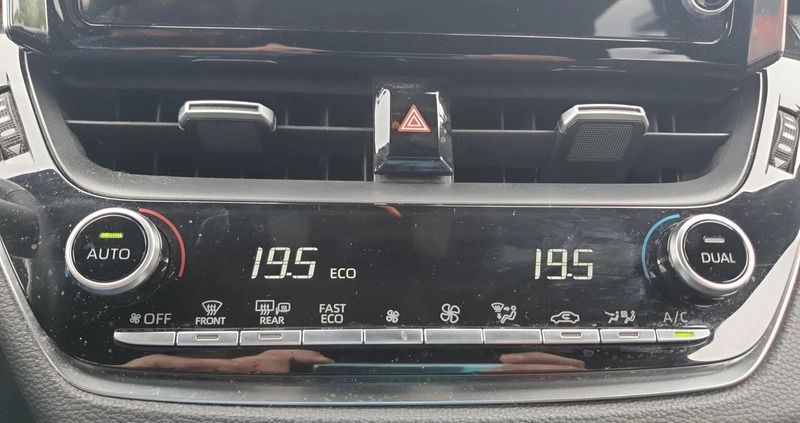 AUTO
19.5 ECO
19.5
DUAL
OFF
FRONT
REAR
FAST
ECO
A/C